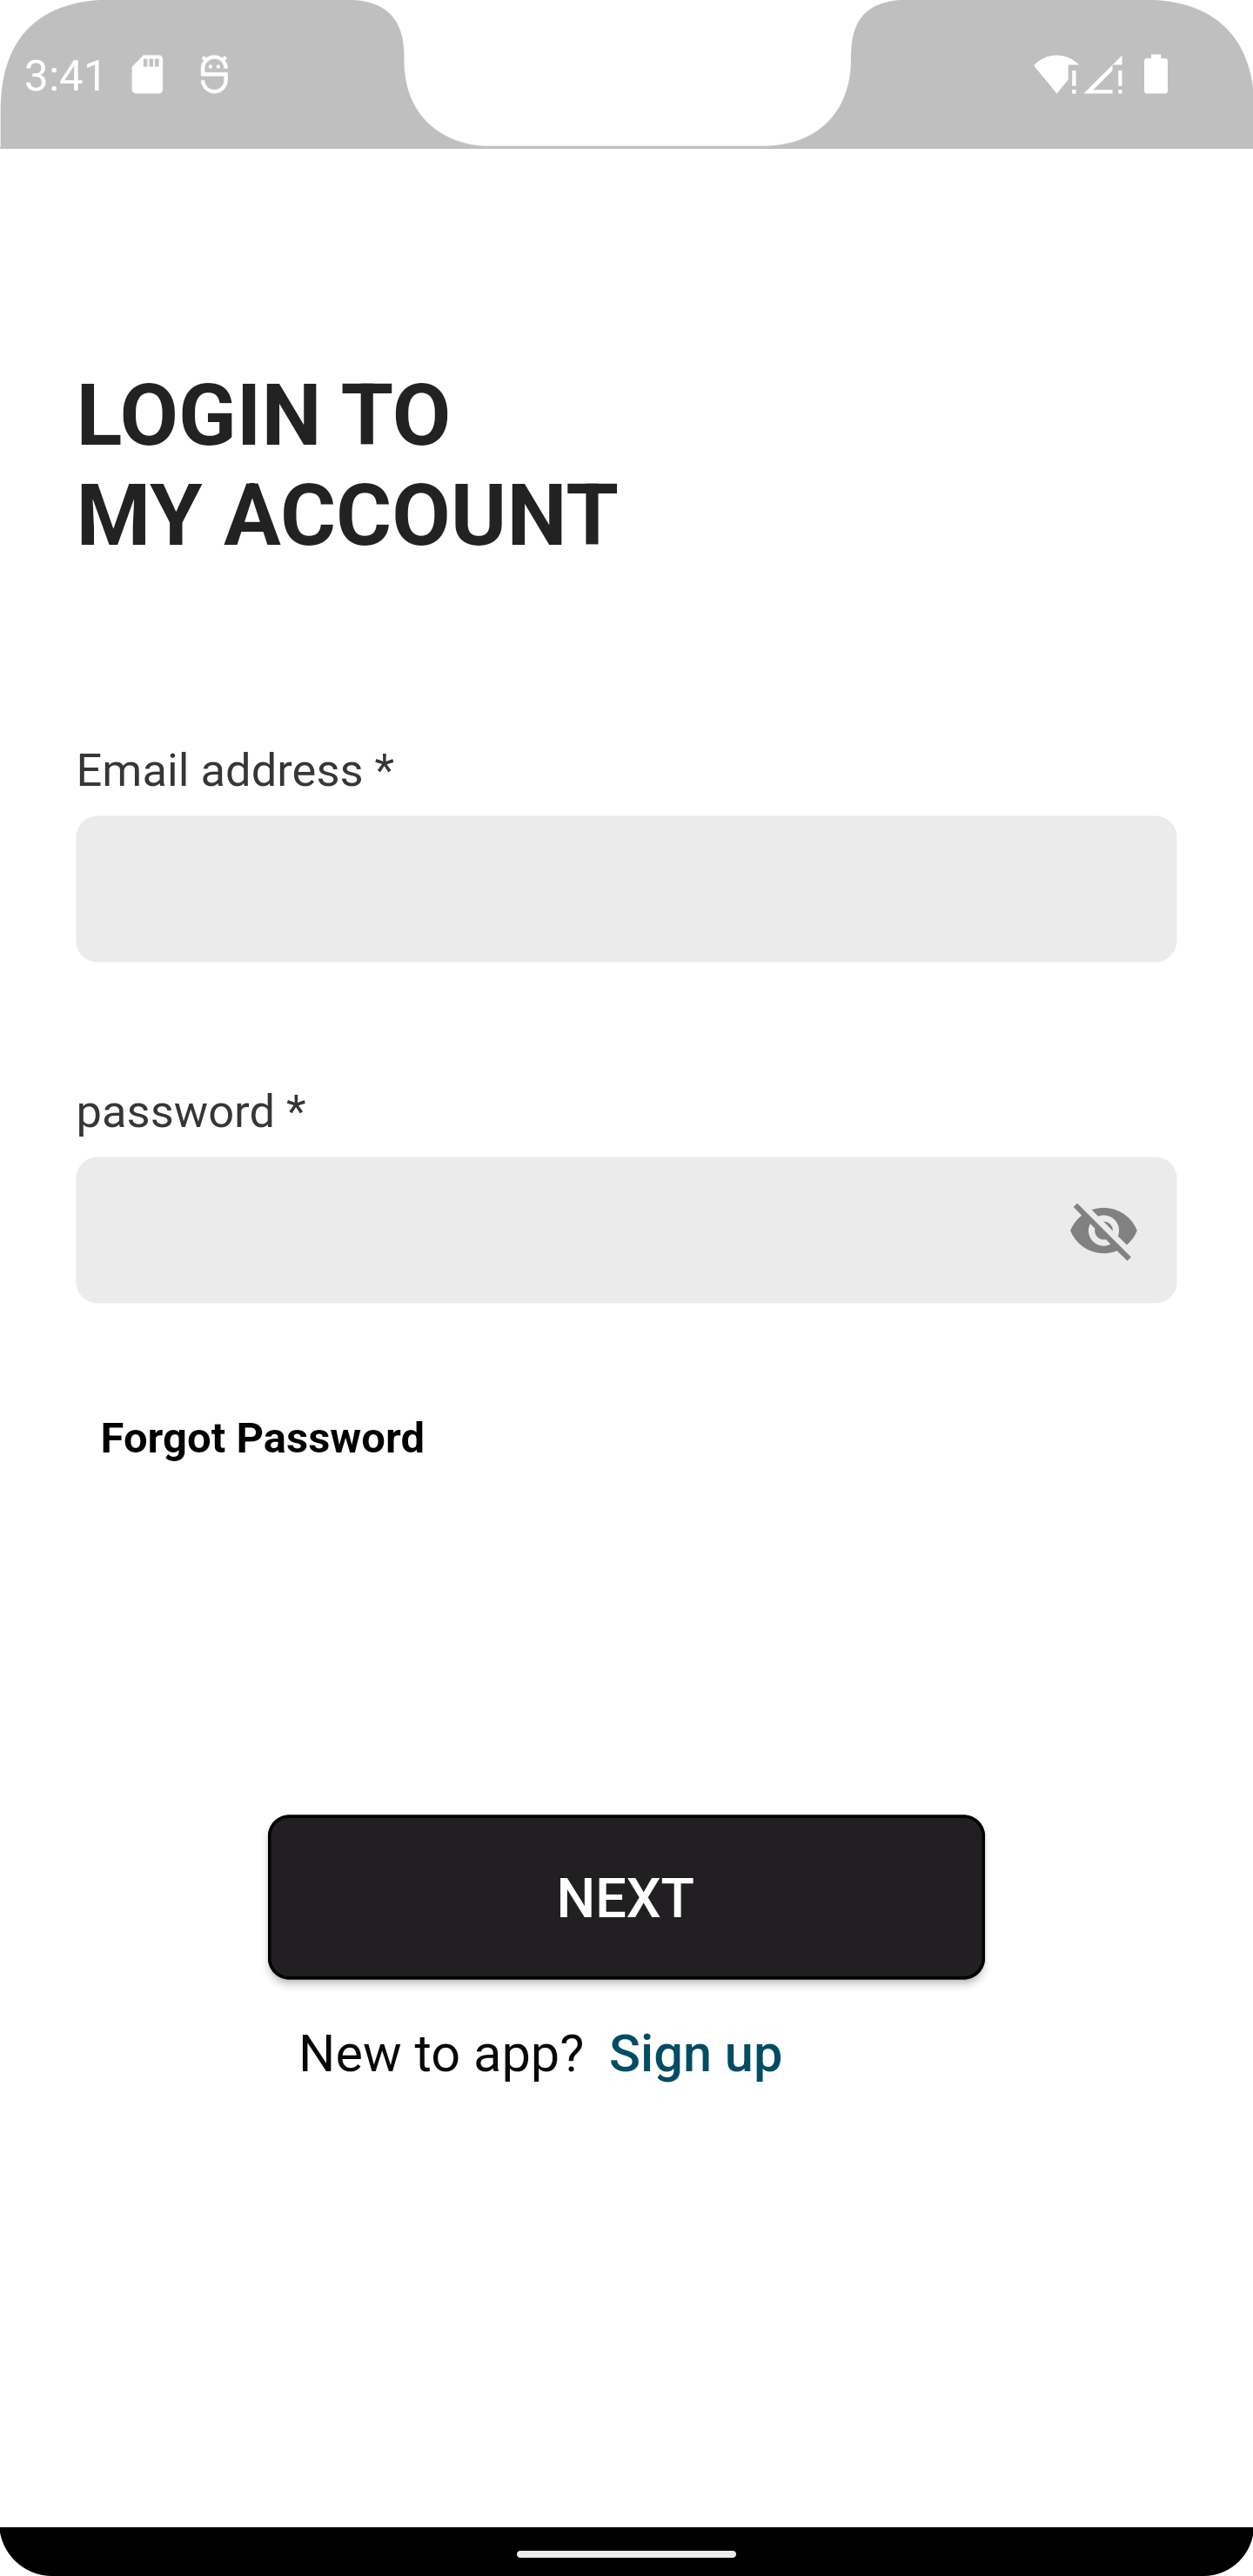 3:41
LOGIN TO
MY ACCOUNT
Email address *
password *
Forgot Password
NEXT
New to app? Sign up